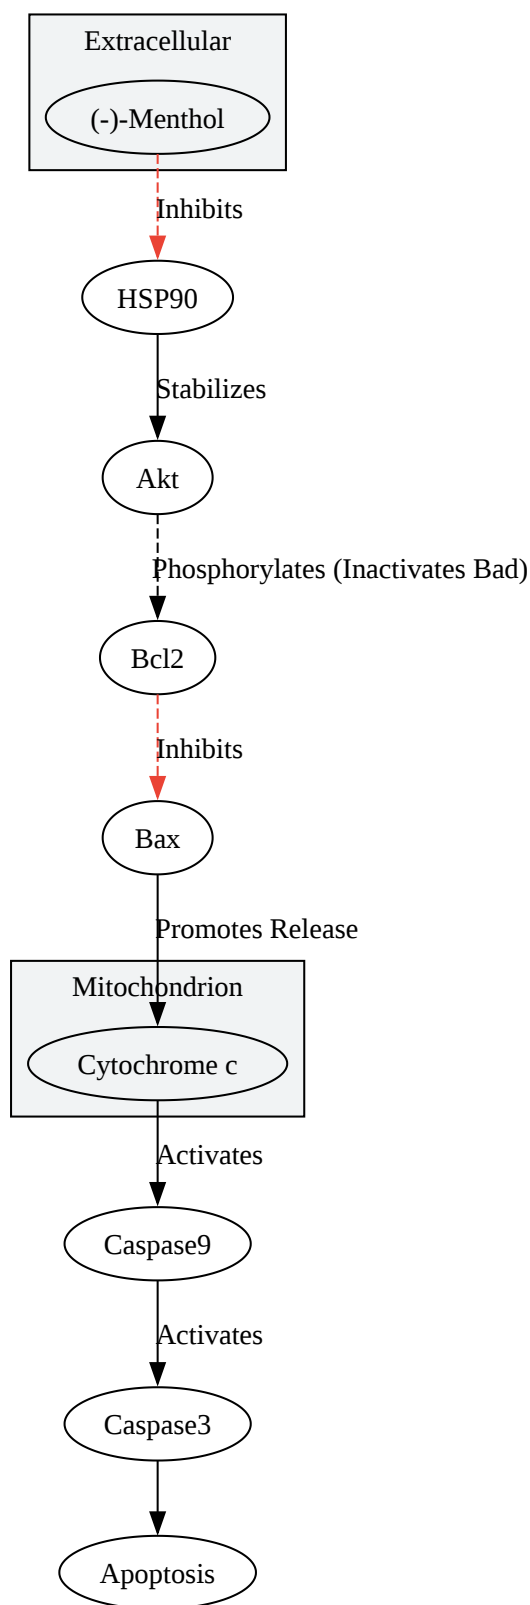 Extracellular
(-)-Menthol
Inhibits
HSP90
Stabilizes
Akt
Phosphorylates (Inactivates Bad)
Bcl2
Inhibits
Bax
Promotes Release
Mitochondrion
Cytochrome c
Activates
Caspase9
Activates
Caspase3
Apoptosis